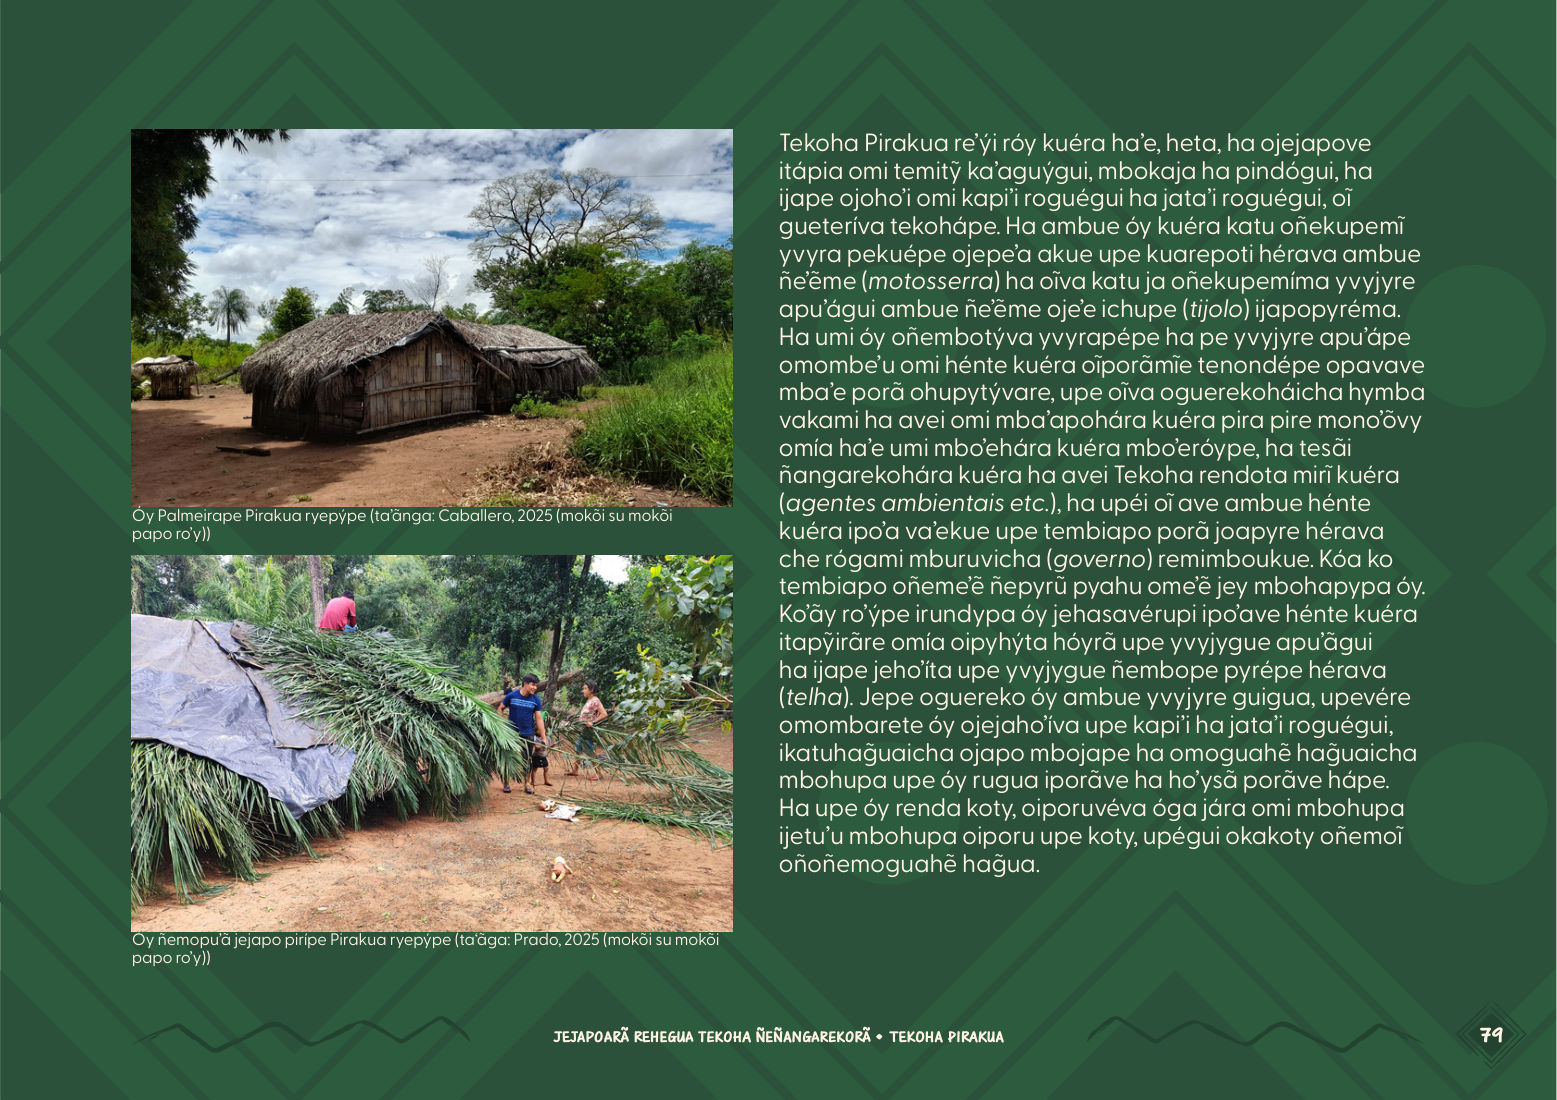 Óy Palmeirape Pirakua ryepýpe (ta'ãnga: Caballero, 2025 (mokõi su mokõi
papo ro'y))
Óy ñemopu'ã jejapo pirípe Pirakua ryepýpe (ta'ãga: Prado, 2025 (mokõi su mokõi
papo ro'y))
Tekoha Pirakua re'ýi róy kuéra ha'e, heta, ha ojejapove
itápia omi temitỹ ka'aguýgui, mbokaja ha pindógui, ha
ijape ojoho'i omi kapi'i roguégui ha jata'i roguégui, oĩ
gueteríva tekohápe. Ha ambue óy kuéra katu oñekupemĩ
yvyra pekuépe ojepe'a akue upe kuarepoti hérava ambue
ñe'ẽme (motosserra) ha oĩva katu ja oñekupemíma yvyjyre
apu'águi ambue ñe'ẽme oje'e ichupe (tijolo) ijapopyréma.
Ha umi óy oñembotýva yvyrapépe ha pe yvyjyre apu'ápe
omombe'u omi hénte kuéra oĩporãmĩe tenondépe opavave
mba'e porã ohupytývare, upe oĩva oguerekoháicha hymba
vakami ha avei omi mba'apohára kuéra pira pire mono'õvy
omía ha'e umi mbo'ehára kuéra mbo'eróype, ha tesãi
ñangarekohára kuéra ha avei Tekoha rendota mirĩ kuéra
(agentes ambientais etc.), ha upéi oĩ ave ambue hénte
kuéra ipo'a va'ekue upe tembiapo porã joapyre hérava
che rógami mburuvicha (governo) remimboukue. Kóa ko
tembiapo oñeme'ẽ ñepyrũ pyahu ome'ẽ jey mbohapypa óy.
Ko'ãy ro'ýpe irundypa óy jehasavérupi ipo'ave hénte kuéra
itapỹirãre omía oipyhýta hóyrã upe yvyjygue apu'ãgui
ha ijape jeho'íta upe yvyjygue ñembope pyrépe hérava
(telha). Jepe oguereko óy ambue yvyjyre guigua, upevére
omombarete óy ojejaho'íva upe kapi'i ha jata'i roguégui,
ikatuhag̃uaicha ojapo mbojape ha omoguahẽ hag̃uaicha
mbohupa upe óy rugua iporãve ha ho'ysã porãve hápe.
Ha upe óy renda koty, oiporuvéva óga jára omi mbohupa
ijetu'u mbohupa oiporu upe koty, upégui okakoty oñemoĩ
oñoñemoguahẽ hag̃ua.
JEJAPOARÃ REHEGUA TEKOHA ÑEÑANGAREKORÃ • TEKOHA PIRAKUA
79